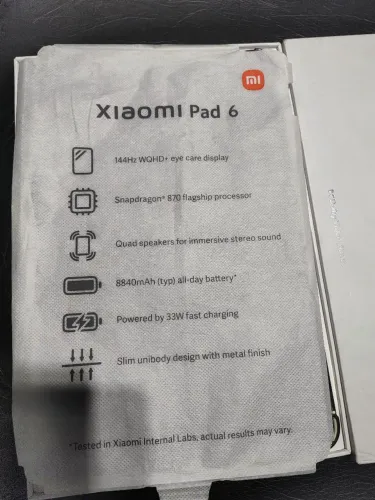 mi
xiaomi Pad 6
144Hz WQHD+ eye care display
Snapdragon® 870 flagship processor
Quad speakers for immersive stereo sound
8840mAh (typ) all-day battery*
Powered by 33W fast charging
Slim unibody design with metal finish
*Tested in Xiaomi Internal Labs, actual results may vary.